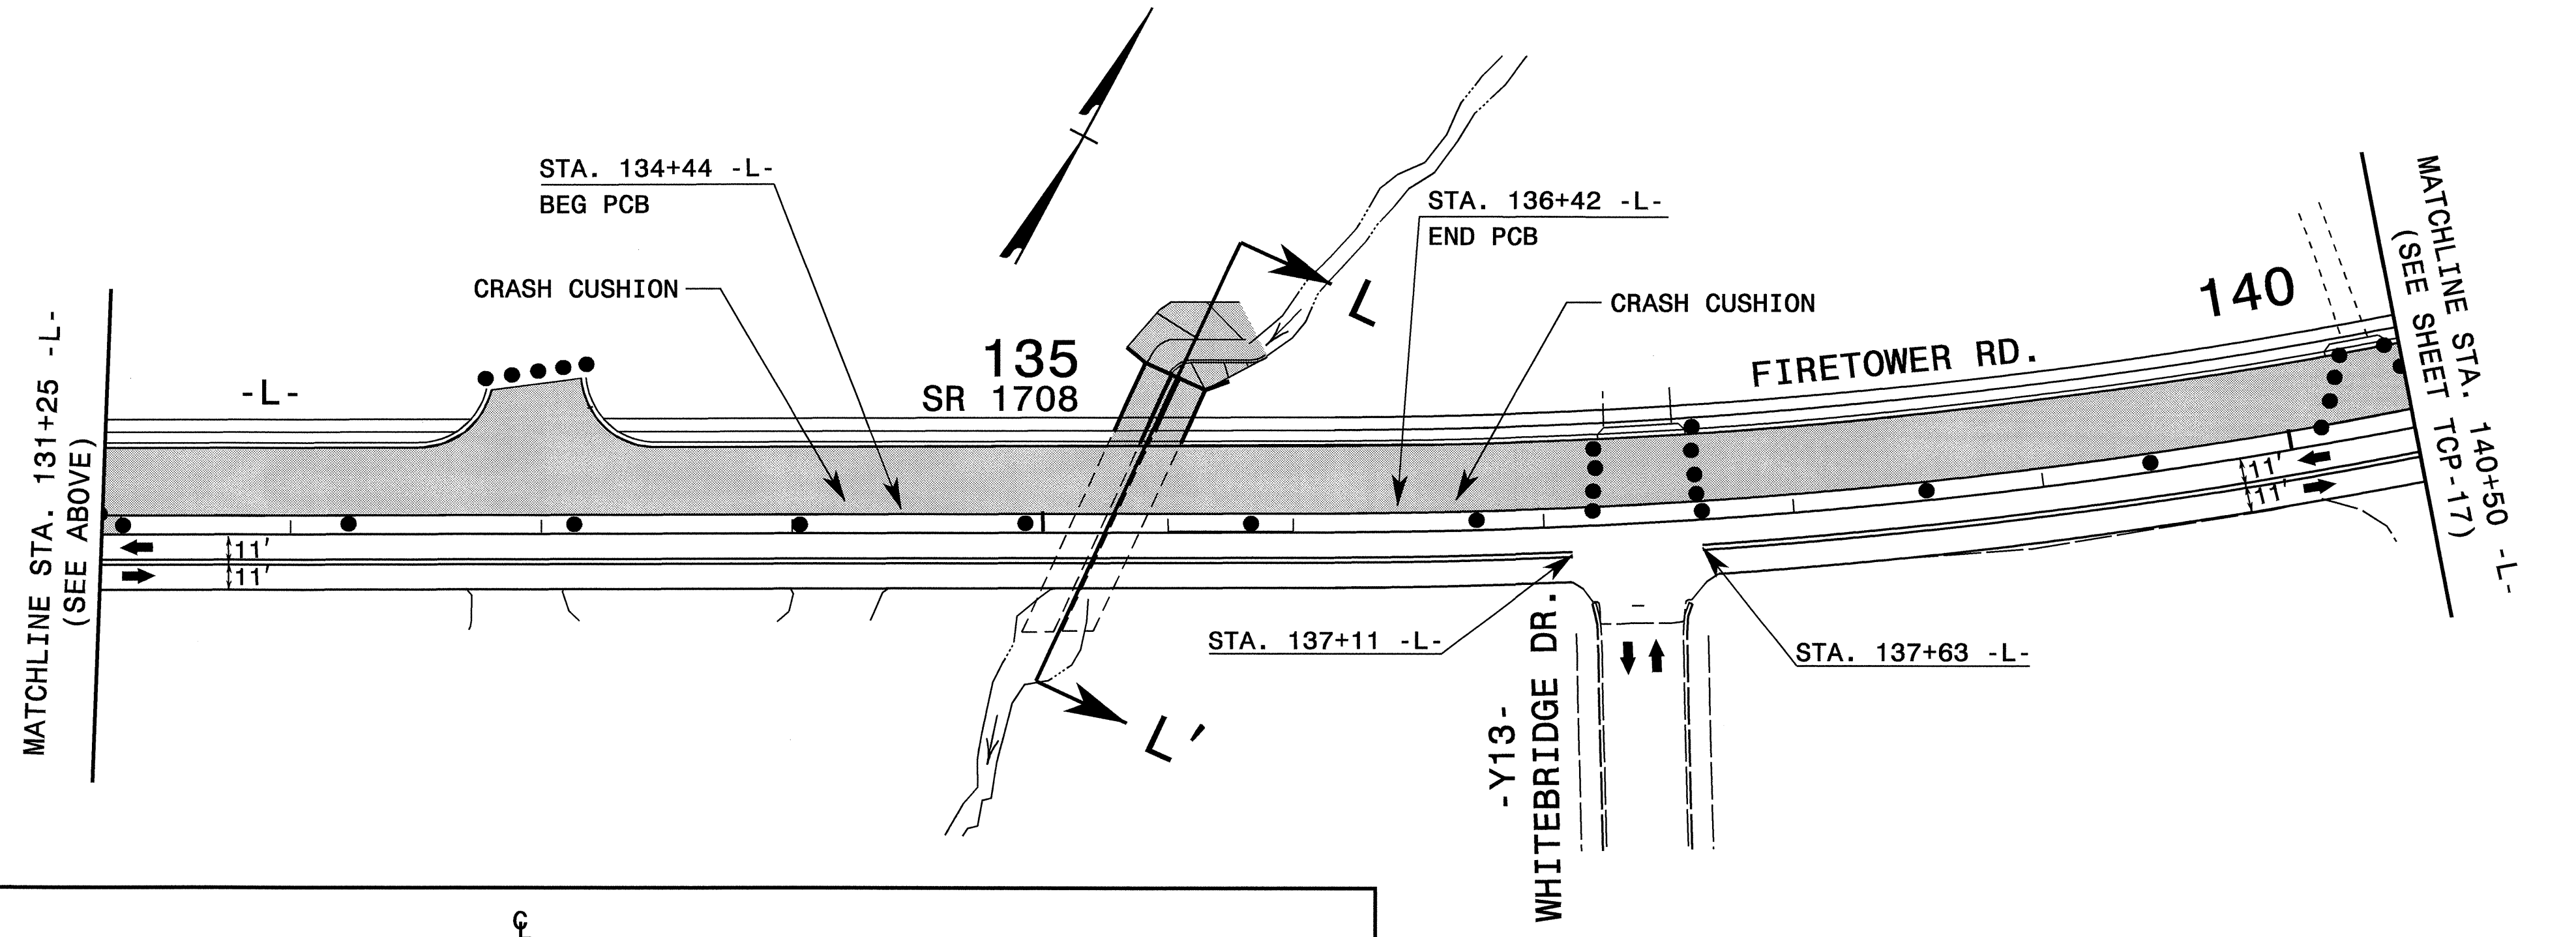 STA. 134+44 -L-
BEG PCB
CRASH CUSHION
STA. 136+42 -L-
END PCB
CRASH CUSHION
L
135
SR 1708
-L-
FIRETOWER RD.
140
MATCHLINE STA. 131+25 -L-
(SEE ABOVE)
MATCHLINE STA. 140+50 -L-
(SEE SHEET TCP-17)
11'
11'
11'
11'
STA. 137+11 -L-
STA. 137+63 -L-
L'
-Y13-
WHITEBRIDGE DR.
℄